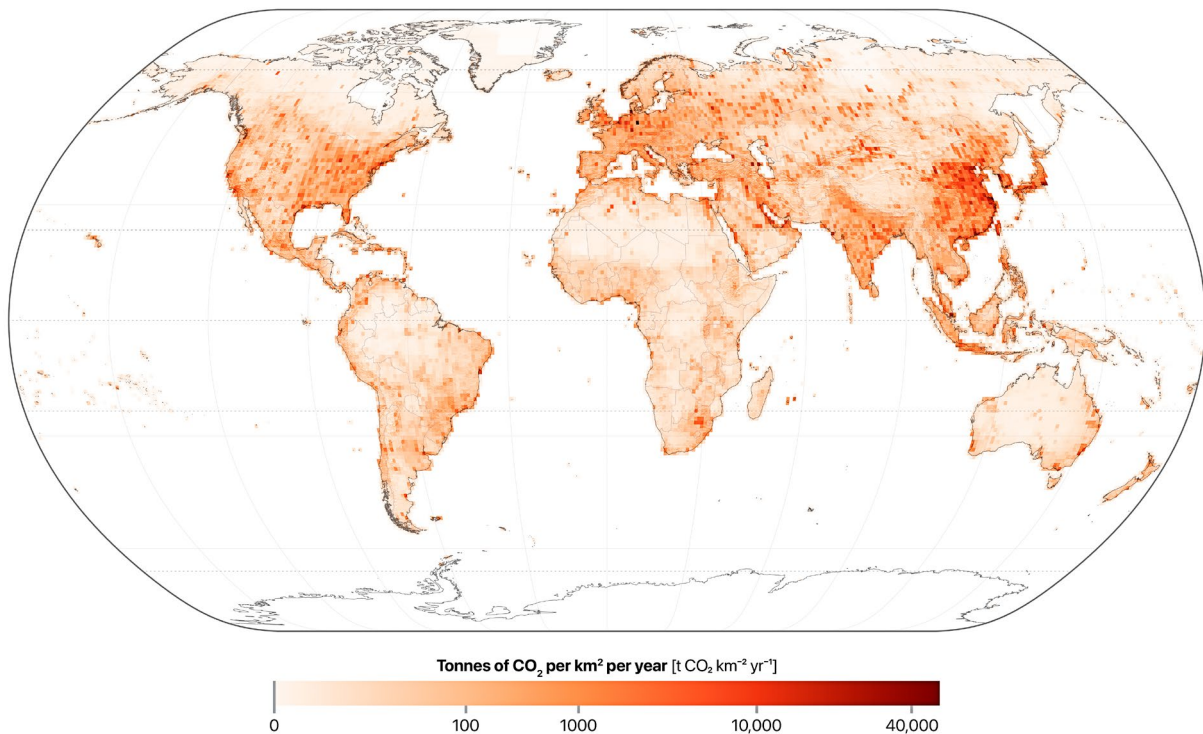 Tonnes of CO₂ per km² per year [t CO₂ km⁻² yr⁻¹]
0 100 1000 10,000 40,000